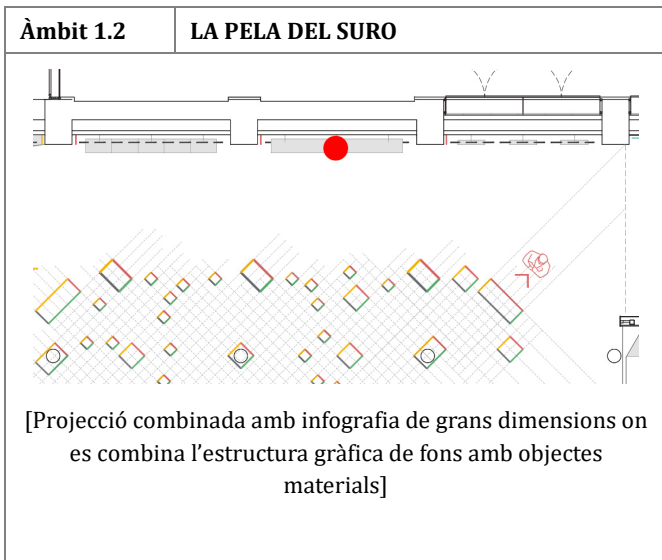 Àmbit 1.2 LA PELA DEL SURO
[Projecció combinada amb infografia de grans dimensions on
es combina l’estructura gràfica de fons amb objectes
materials]